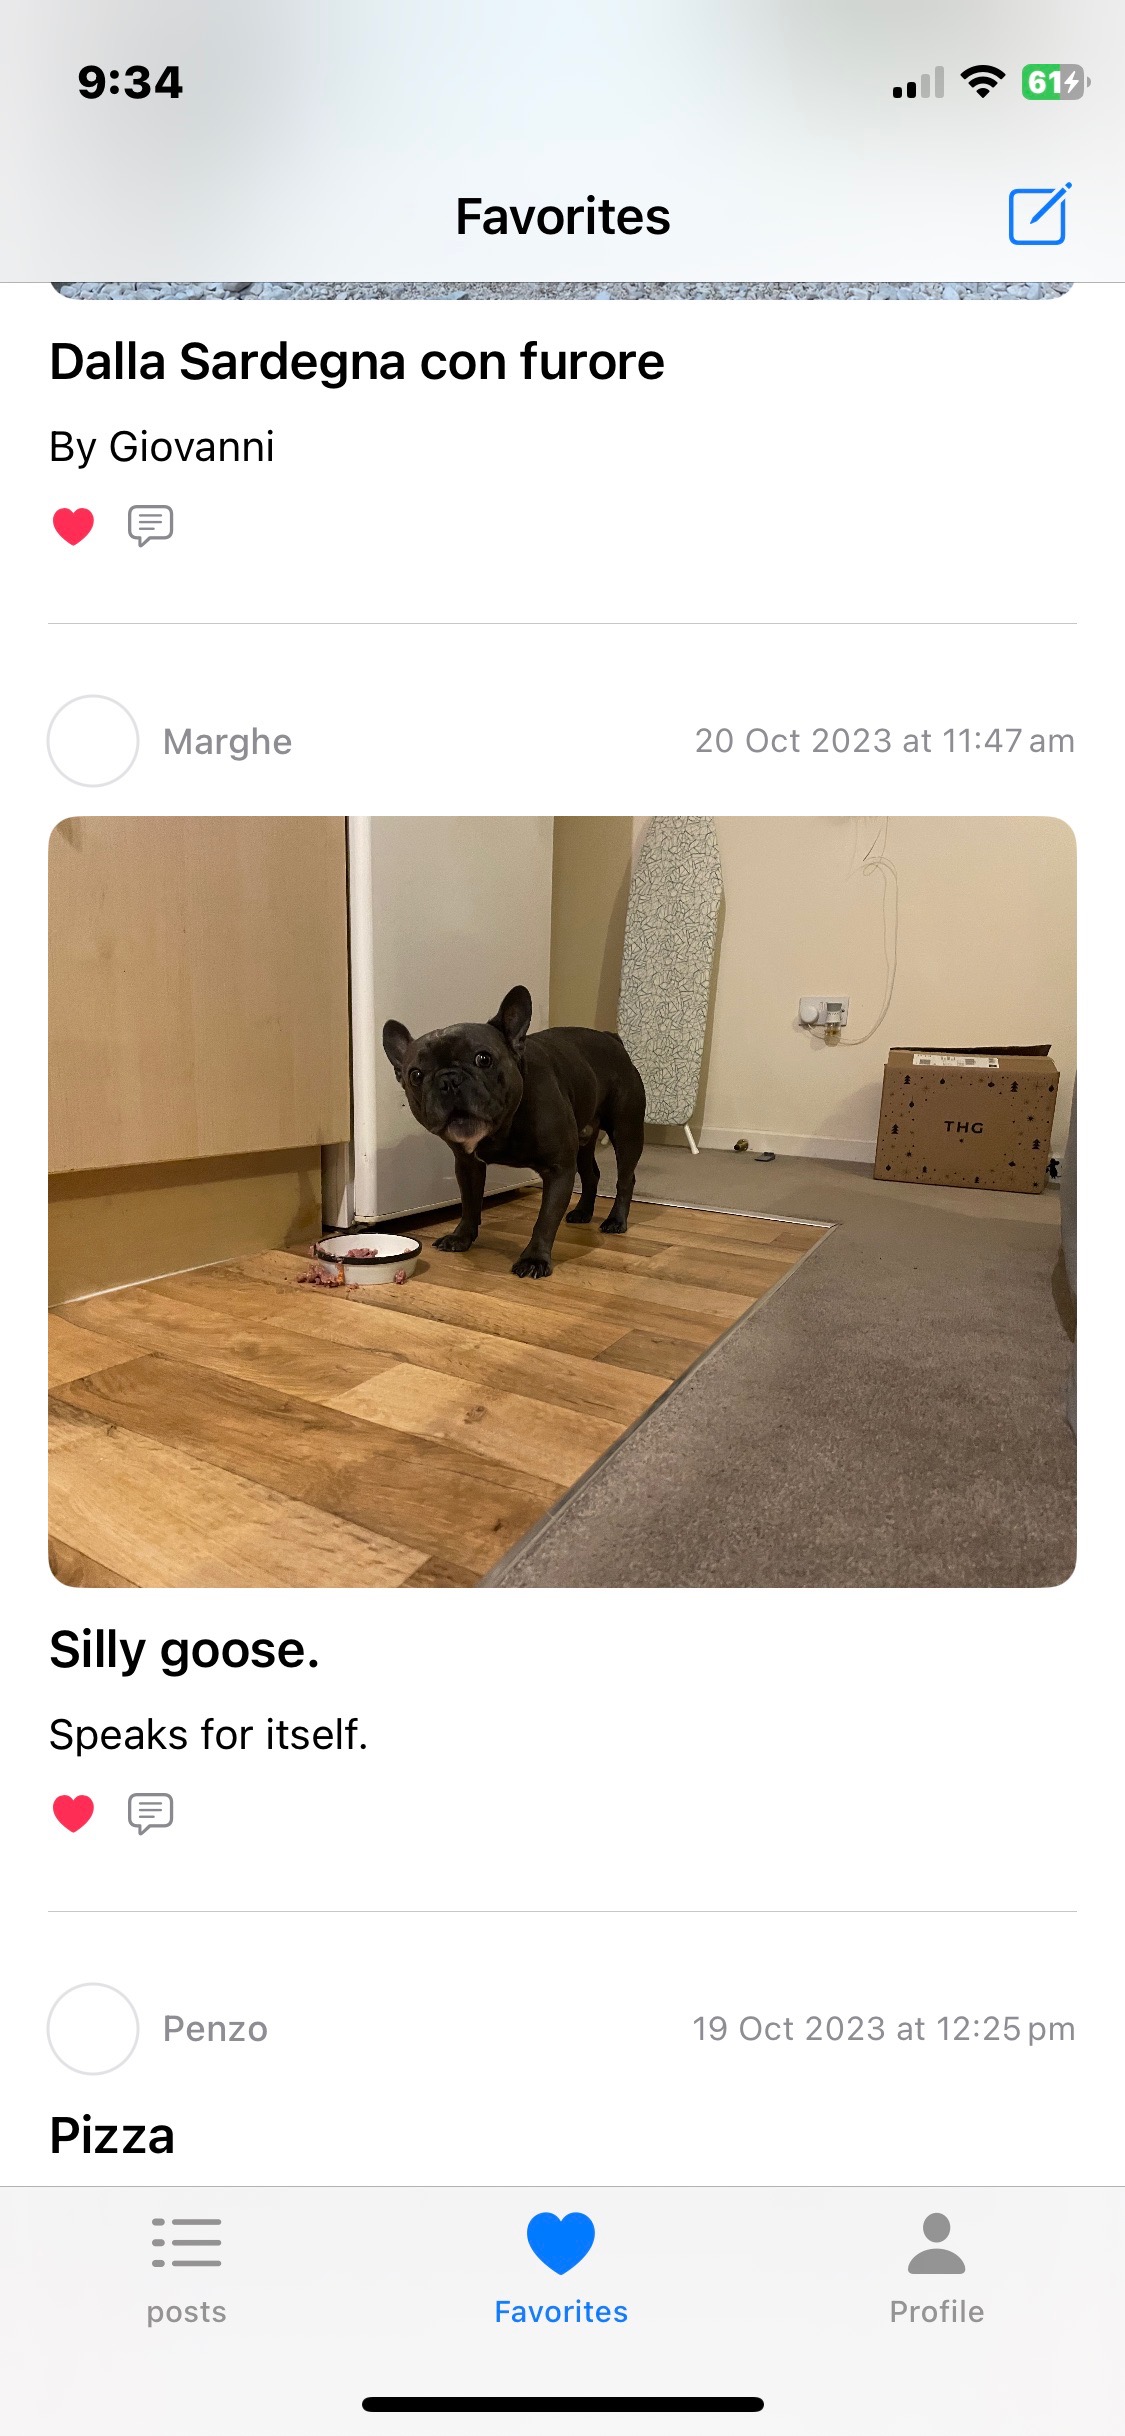 9:34
61
Favorites
Dalla Sardegna con furore
By Giovanni
Marghe
20 Oct 2023 at 11:47 am
THG
Silly goose.
Speaks for itself.
Penzo
19 Oct 2023 at 12:25 pm
Pizza
posts
Favorites
Profile